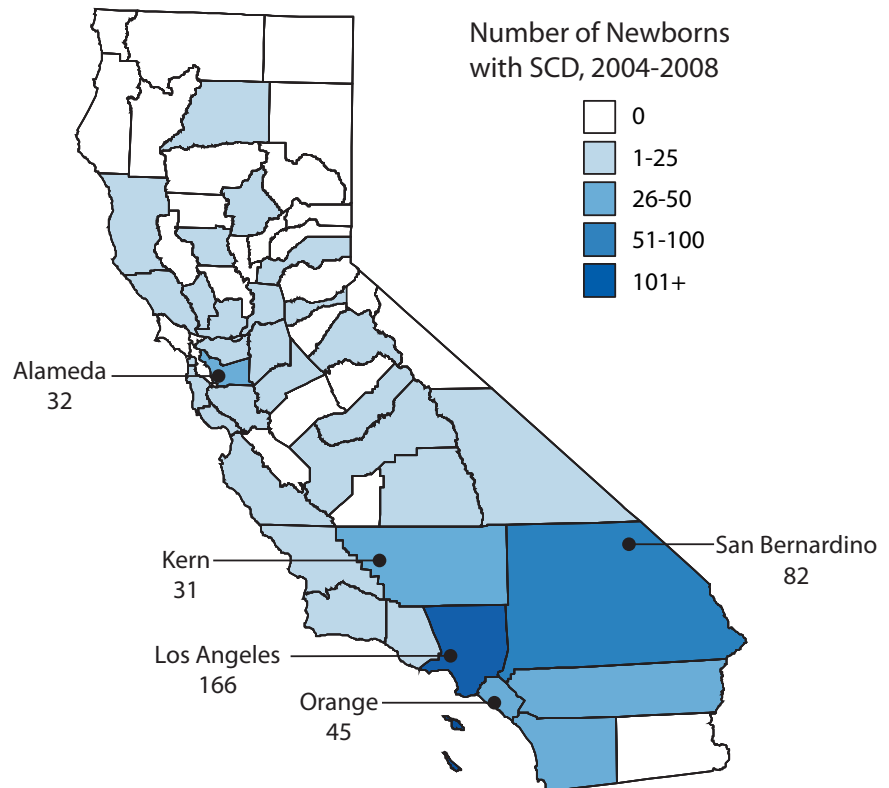 Number of Newborns
with SCD, 2004-2008
0
1-25
26-50
51-100
101+
Alameda
32
Kern
31
San Bernardino
82
Los Angeles
166
Orange
45